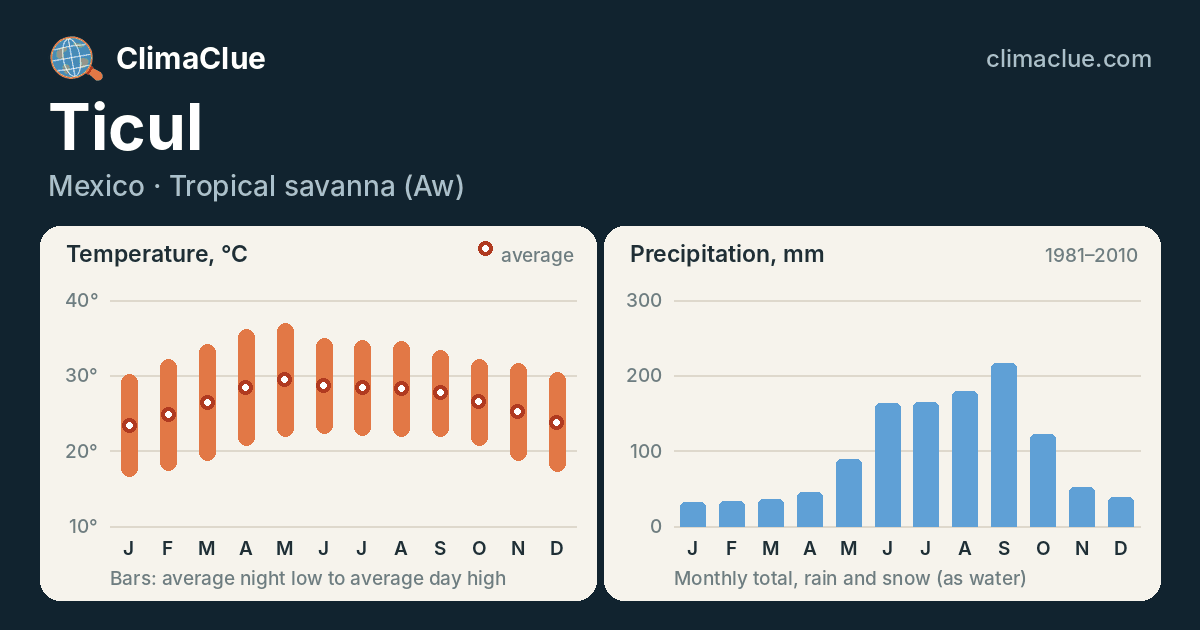 ClimaClue
climaclue.com
Ticul
Mexico · Tropical savanna (Aw)
Temperature, °C
average
40°
30°
20°
10°
J F M A M J J A S O N D
Bars: average night low to average day high
Precipitation, mm
1981–2010
300
200
100
0
J F M A M J J A S O N D
Monthly total, rain and snow (as water)